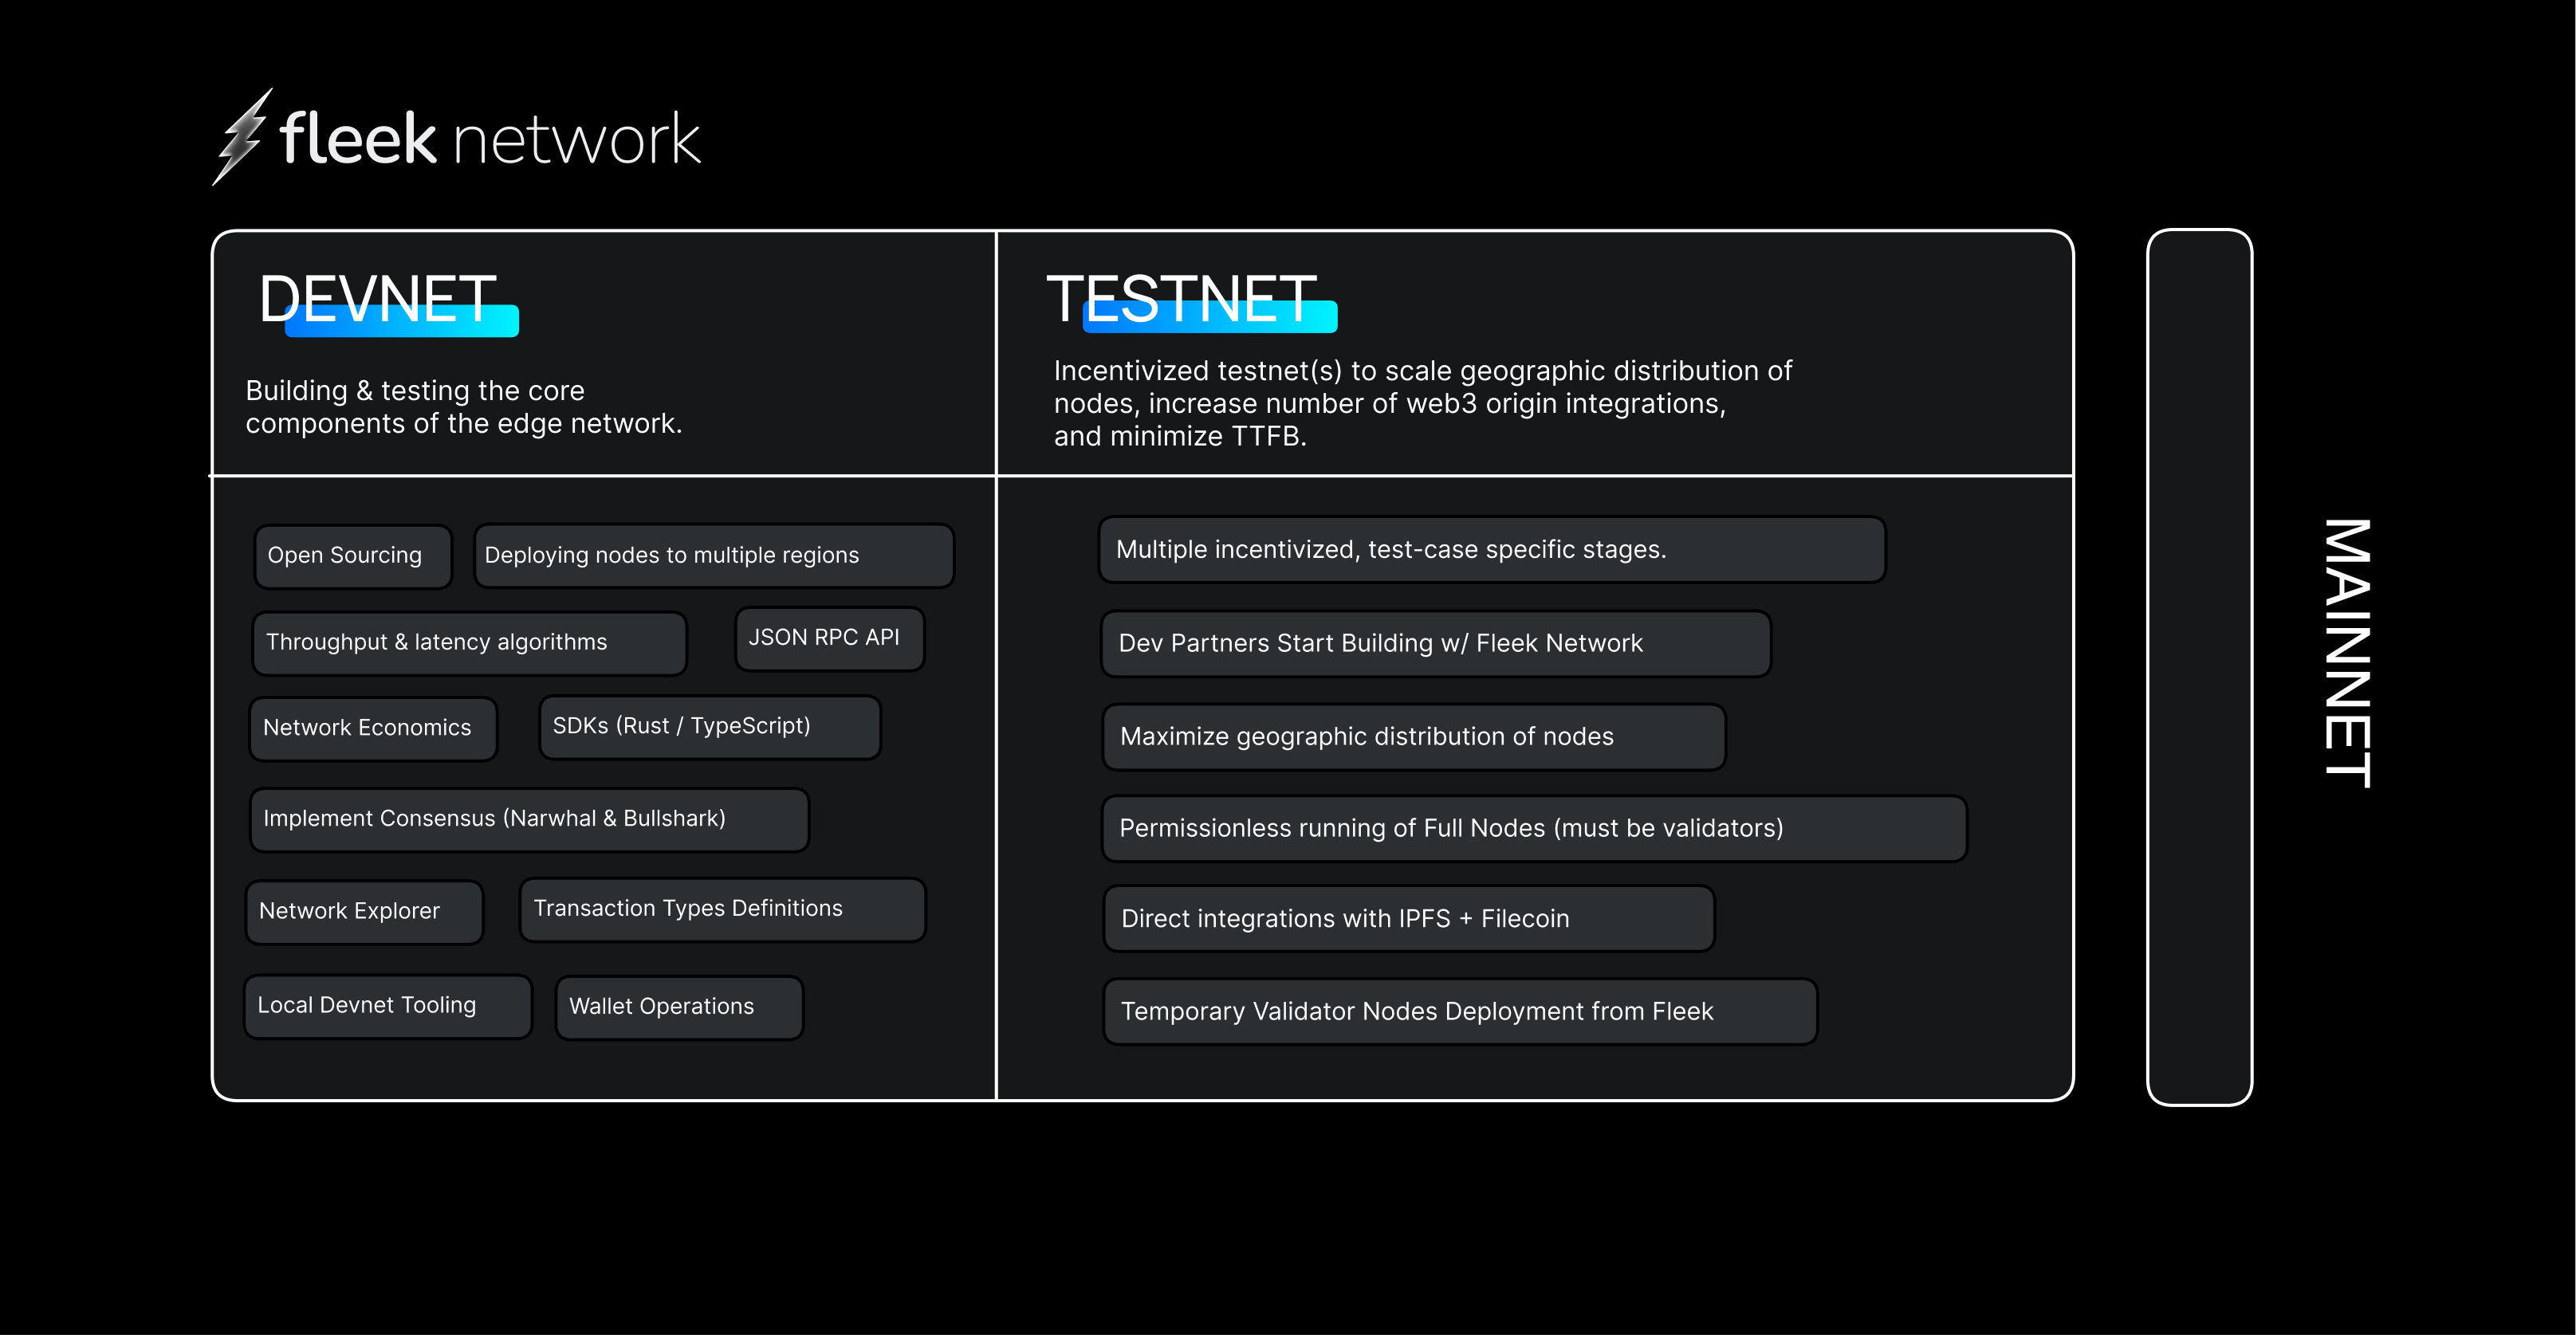 fleek network
DEVNET
Building & testing the core
components of the edge network.
Open Sourcing
Deploying nodes to multiple regions
Throughput & latency algorithms
JSON RPC API
Network Economics
SDKs (Rust / TypeScript)
Implement Consensus (Narwhal & Bullshark)
Network Explorer
Transaction Types Definitions
Local Devnet Tooling
Wallet Operations
TESTNET
Incentivized testnet(s) to scale geographic distribution of
nodes, increase number of web3 origin integrations,
and minimize TTFB.
Multiple incentivized, test-case specific stages.
Dev Partners Start Building w/ Fleek Network
Maximize geographic distribution of nodes
Permissionless running of Full Nodes (must be validators)
Direct integrations with IPFS + Filecoin
Temporary Validator Nodes Deployment from Fleek
MAINNET